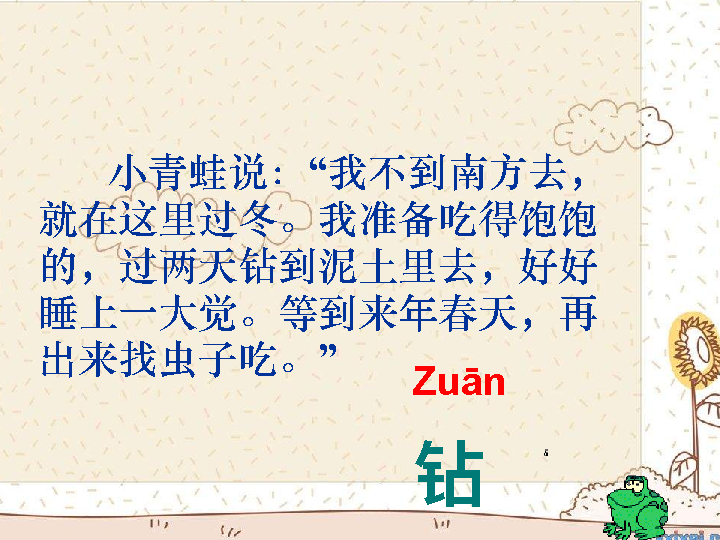 小青蛙说:“我不到南方去,
就在这里过冬。我准备吃得饱饱
的,过两天钻到泥土里去,好好
睡上一大觉。等到来年春天,再
出来找虫子吃。”
Zuān
钻